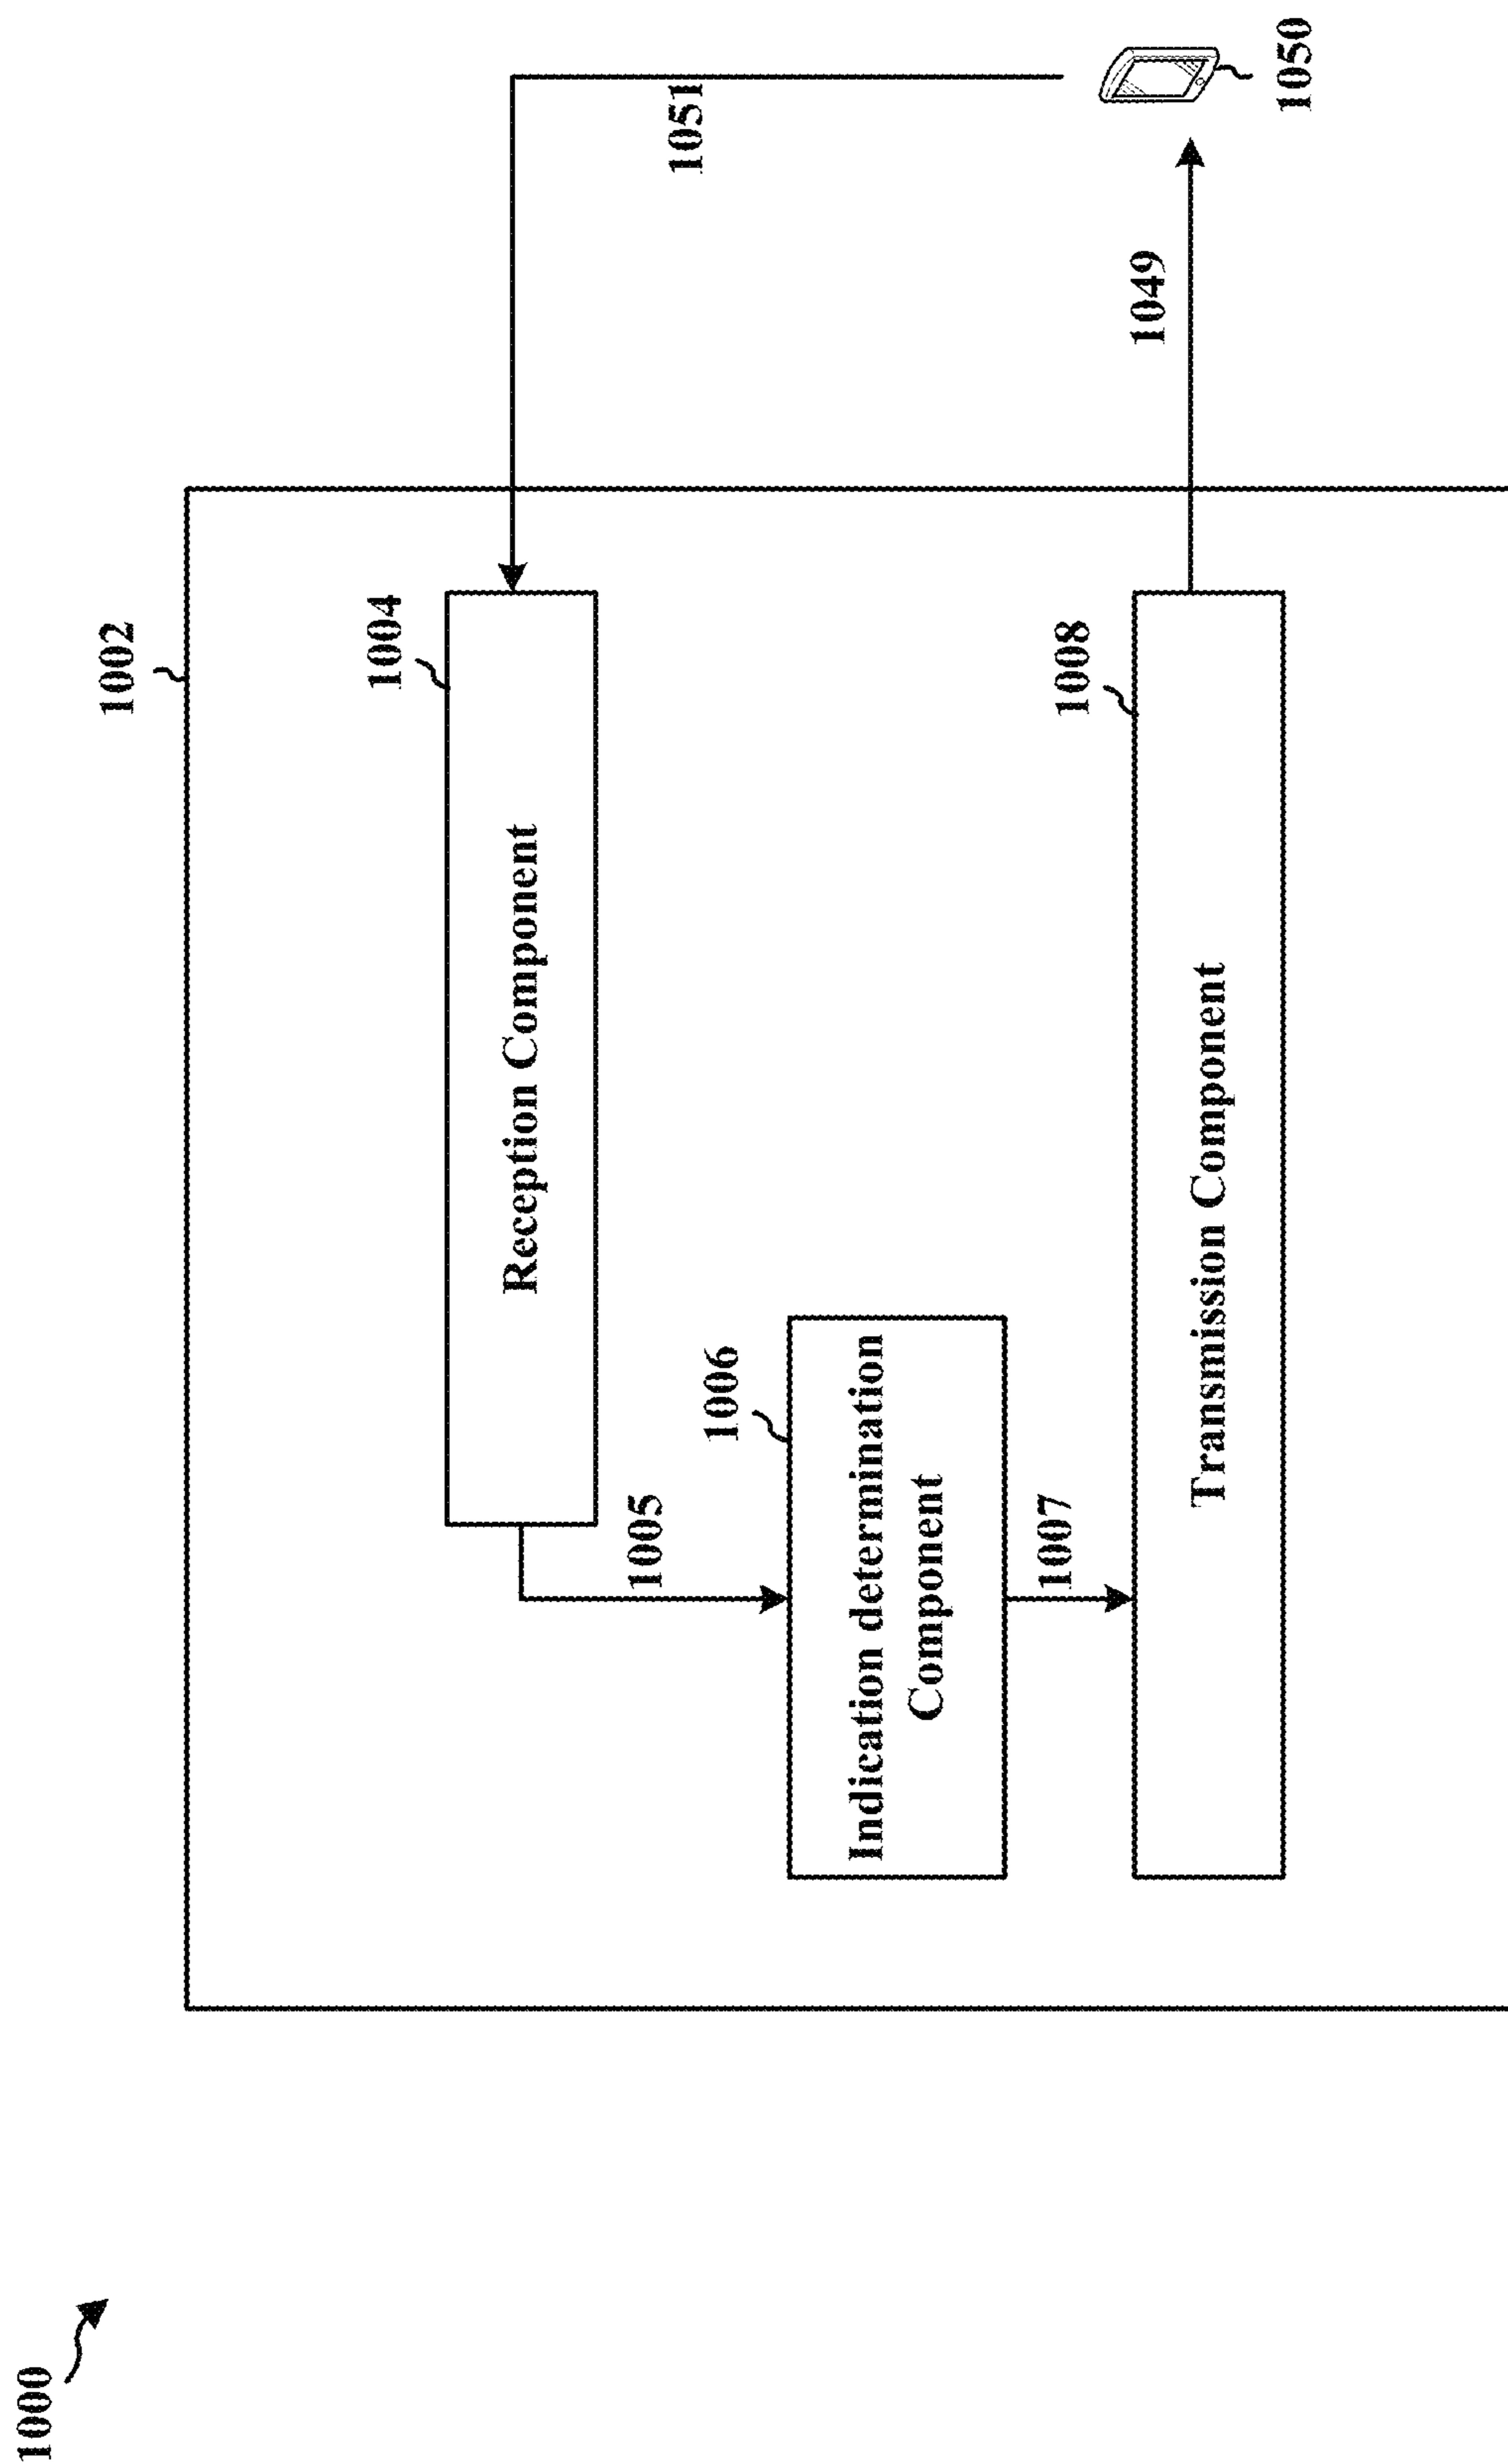 1000
1002
1004
Reception Component
1051
1005
1006
Indication determination
Component
1007
1008
Transmission Component
1049
1050